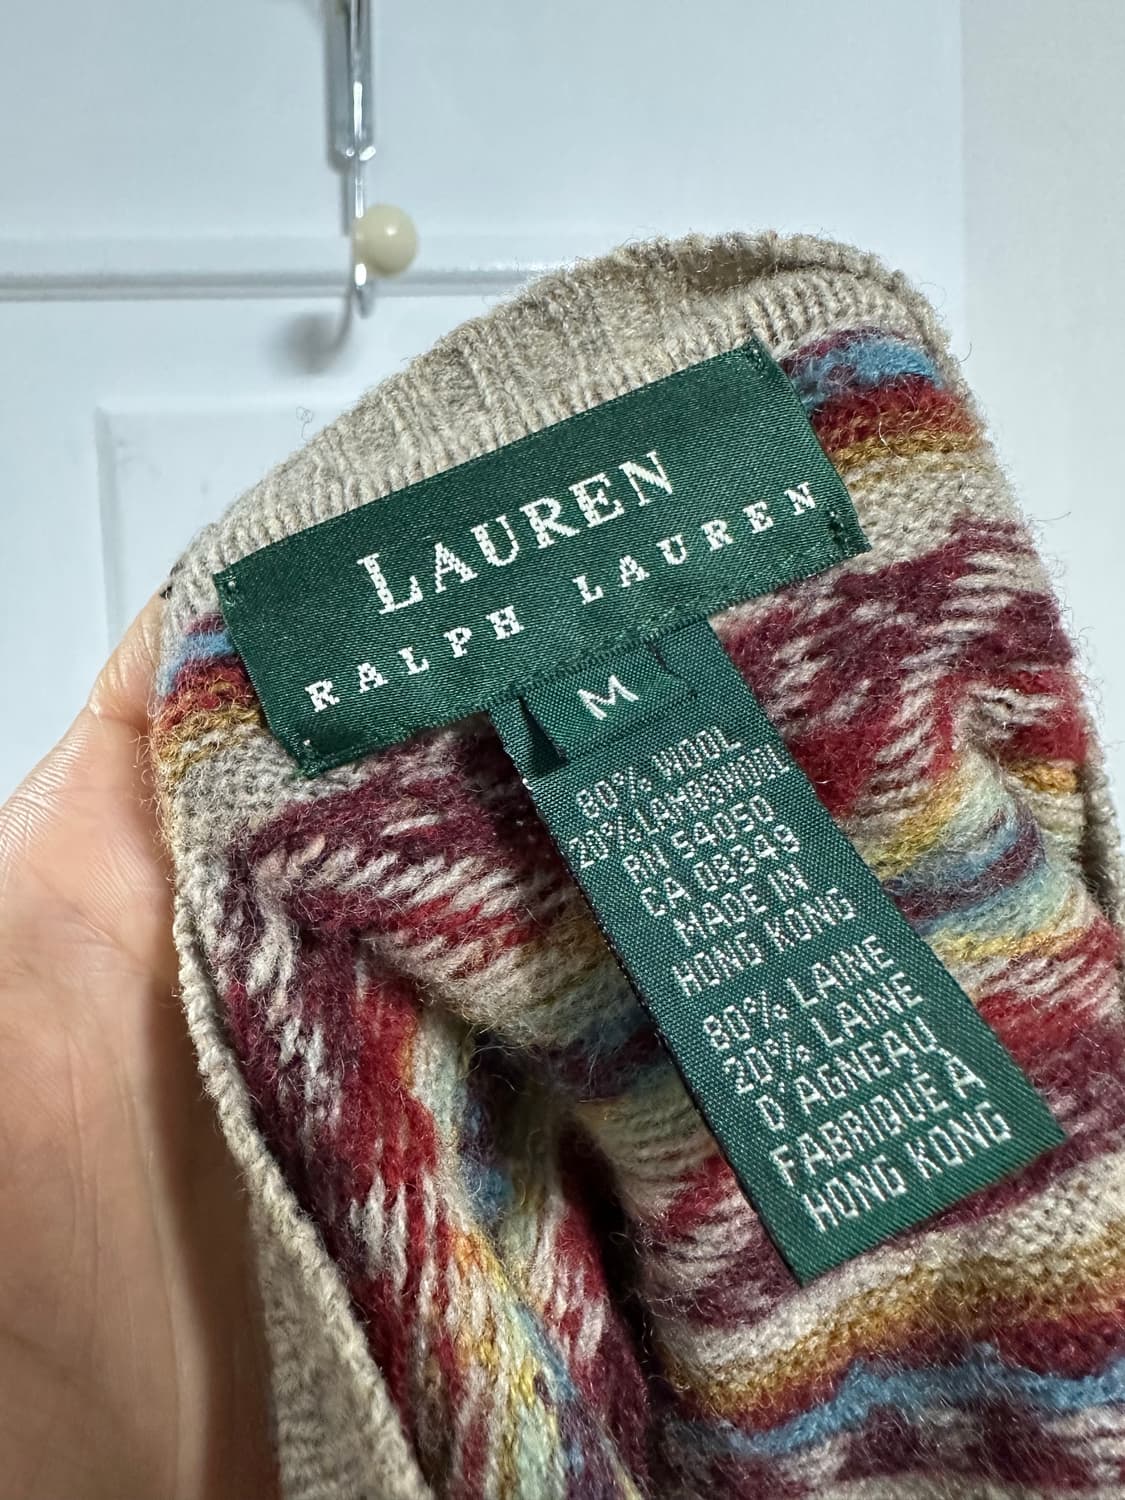 LAUREN
RALPH LAUREN
M
80% WOOL
20% LAMBSWOOL
RN 54050
CA 08349
MADE IN
HONG KONG
80% LAINE
20% LAINE
D'AGNEAU
FABRIQUÉ À
HONG KONG